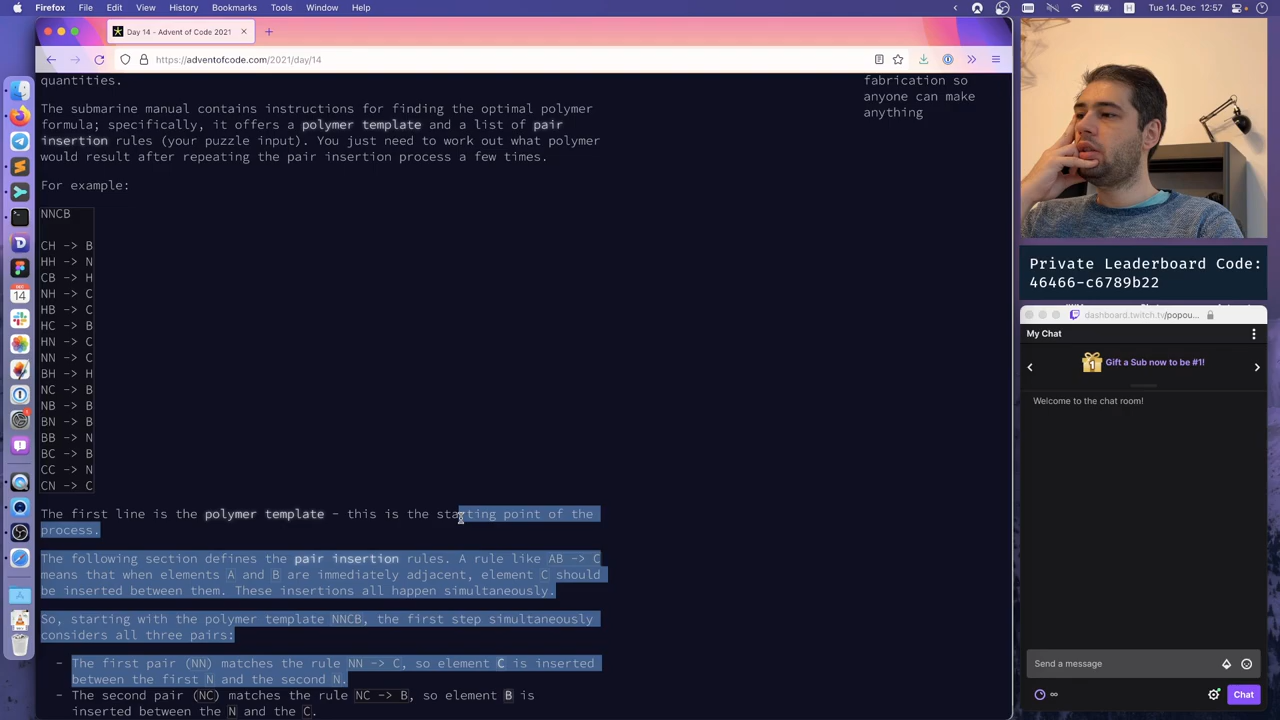 Firefox File Edit View History Bookmarks Tools Window Help
Tue 14. Dec 12:57
Day 14 - Advent of Code 2021
https://adventofcode.com/2021/day/14
quantities.
The submarine manual contains instructions for finding the optimal polymer
formula; specifically, it offers a polymer template and a list of pair
insertion rules (your puzzle input). You just need to work out what polymer
would result after repeating the pair insertion process a few times.
For example:
NNCB
CH -> B
HH -> N
CB -> H
NH -> C
HB -> C
HC -> B
HN -> C
NN -> C
BH -> H
NC -> B
NB -> B
BN -> B
BB -> N
BC -> B
CC -> N
CN -> C
The first line is the polymer template - this is the starting point of the
process.
The following section defines the pair insertion rules. A rule like AB -> C
means that when elements A and B are immediately adjacent, element C should
be inserted between them. These insertions all happen simultaneously.
So, starting with the polymer template NNCB, the first step simultaneously
considers all three pairs:
- The first pair (NN) matches the rule NN -> C, so element C is inserted
between the first N and the second N.
- The second pair (NC) matches the rule NC -> B, so element B is
inserted between the N and the C.
fabrication so
anyone can make
anything
Private Leaderboard Code:
46466-c6789b22
dashboard.twitch.tv/popou...
My Chat
Gift a Sub now to be #1!
Welcome to the chat room!
Send a message
∞
Chat